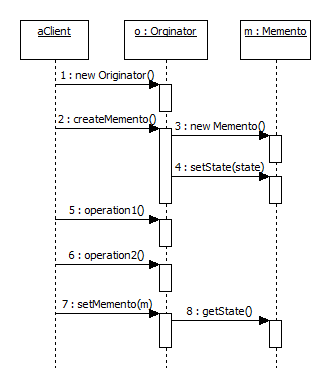 aClient
o : Orginator
m : Memento
1 : new Originator()
2 : createMemento()
3 : new Memento()
4 : setState(state)
5 : operation1()
6 : operation2()
7 : setMemento(m)
8 : getState()